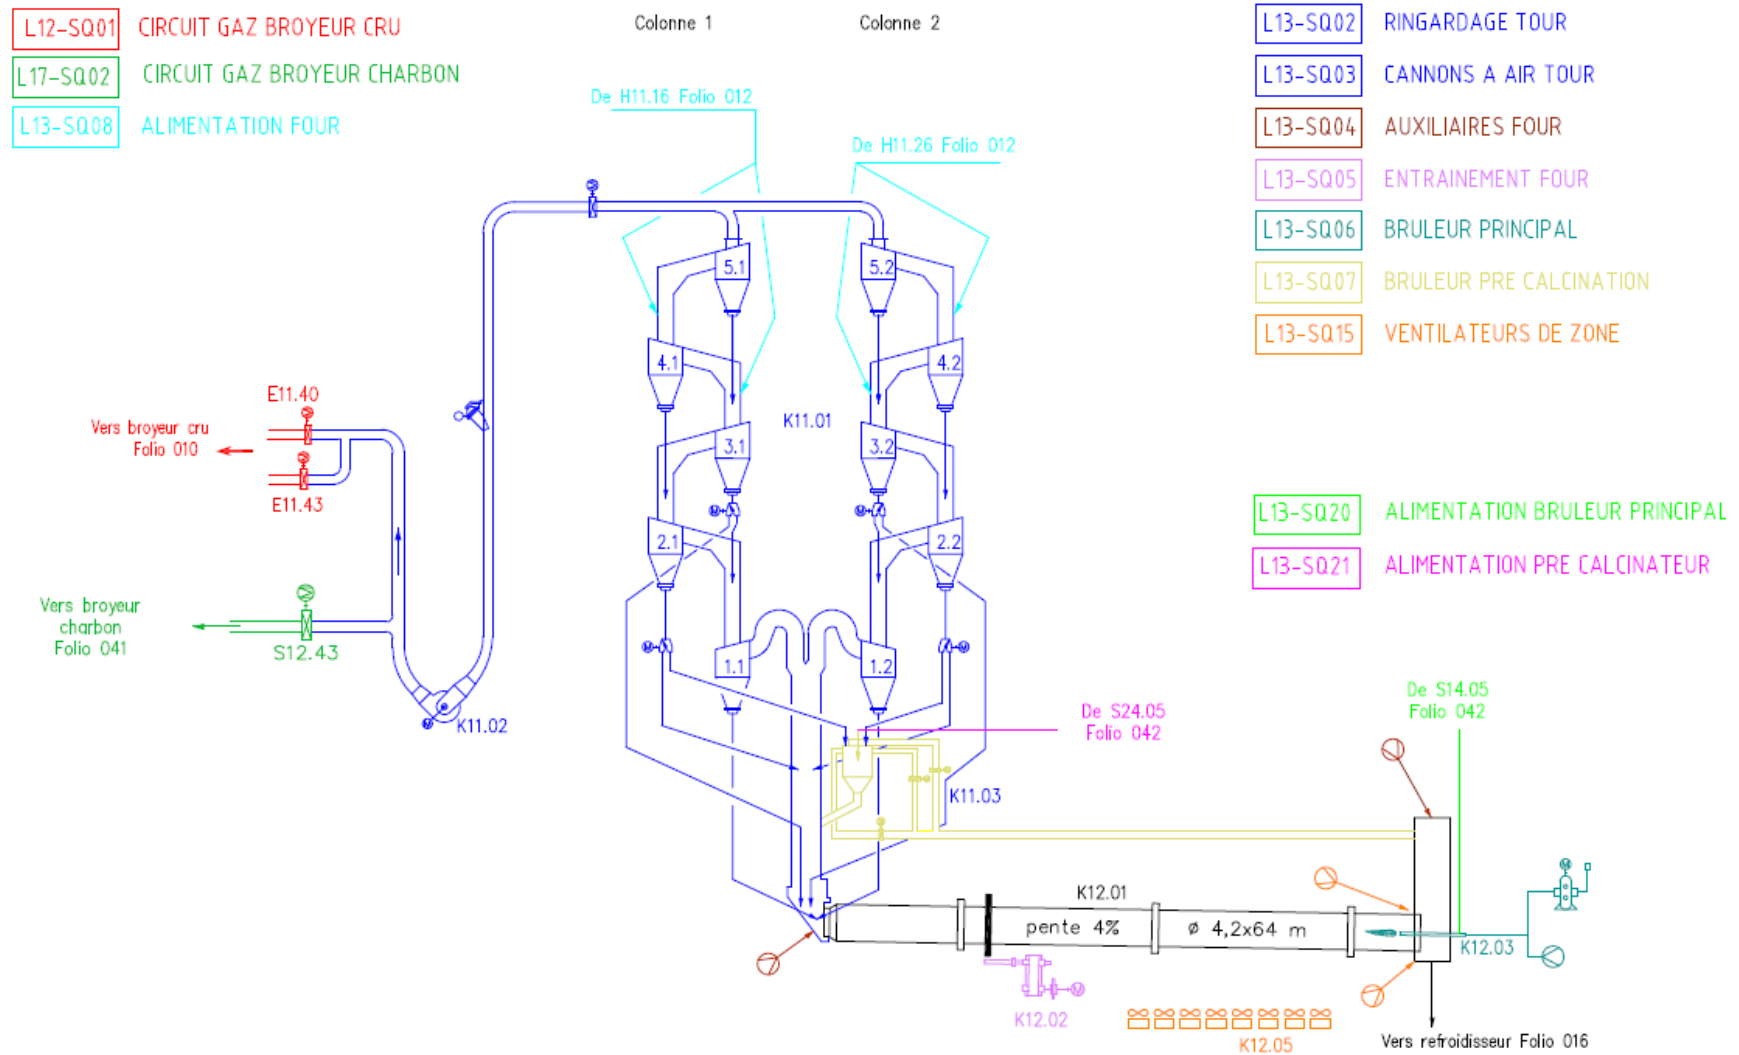 L12-SQ01 CIRCUIT GAZ BROYEUR CRU
L17-SQ02 CIRCUIT GAZ BROYEUR CHARBON
L13-SQ08 ALIMENTATION FOUR
Colonne 1
Colonne 2
L13-SQ02 RINGARDAGE TOUR
L13-SQ03 CANNONS A AIR TOUR
L13-SQ04 AUXILIAIRES FOUR
L13-SQ05 ENTRAINEMENT FOUR
L13-SQ06 BRULEUR PRINCIPAL
L13-SQ07 BRULEUR PRE CALCINATION
L13-SQ15 VENTILATEURS DE ZONE
L13-SQ20 ALIMENTATION BRULEUR PRINCIPAL
L13-SQ21 ALIMENTATION PRE CALCINATEUR
De H11.16 Folio 012
De H11.26 Folio 012
5.1
5.2
4.1
4.2
K11.01
3.1
3.2
2.1
2.2
1.1
1.2
E11.40
Vers broyeur cru
Folio 010
E11.43
Vers broyeur
charbon
Folio 041
S12.43
M
K11.02
M
M
M
M
De S24.05
Folio 042
K11.03
De S14.05
Folio 042
K12.01
pente 4%
ø 4,2x64 m
M
K12.03
K12.02
M
K12.05
Vers refroidisseur Folio 016